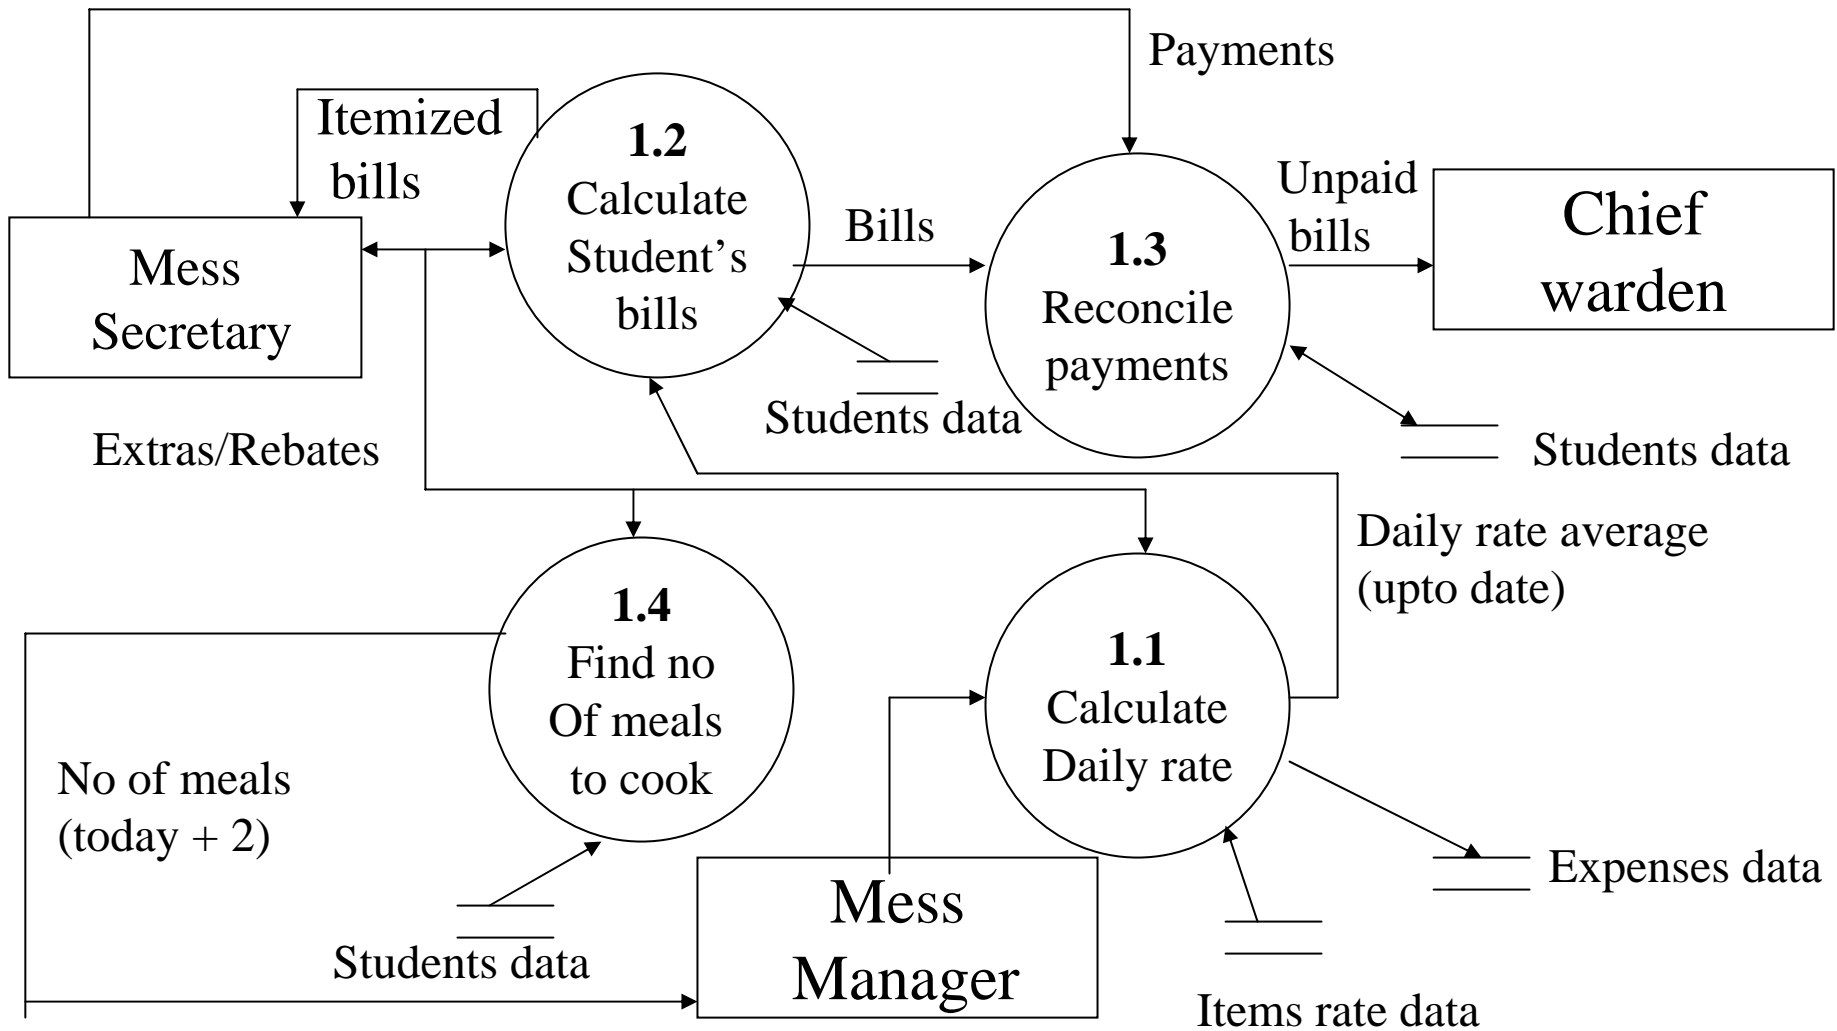 Payments
Itemized
bills
1.2
Calculate
Student’s
bills
Mess
Secretary
Bills
1.3
Reconcile
payments
Unpaid
bills
Chief
warden
Students data
Students data
Extras/Rebates
Daily rate average
(upto date)
1.4
Find no
Of meals
to cook
1.1
Calculate
Daily rate
No of meals
(today + 2)
Expenses data
Students data
Mess
Manager
Items rate data